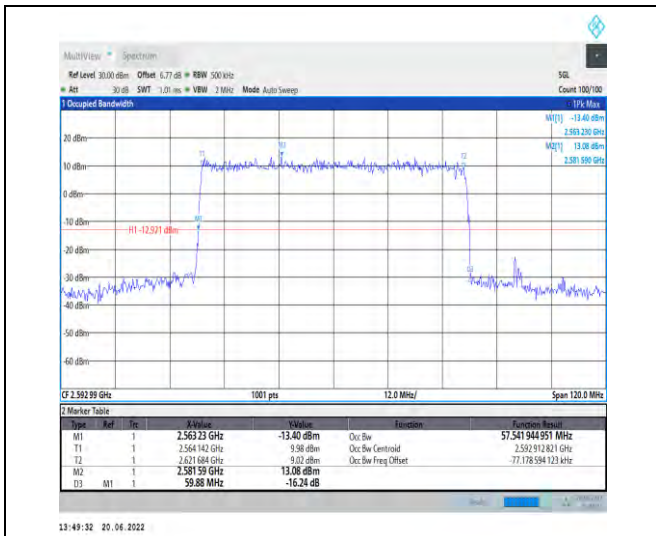 MultiView Spectrum
Ref Level 30.00 dBm Offset 6.77 dB RBW 500 kHz SGL
Att 30 dB SWT 1.01 ms VBW 2 MHz Mode Auto Sweep Count 100/100
1 Occupied Bandwidth 1Pk Max
M1[1] -13.40 dBm
2.563 230 GHz
M2[1] 13.08 dBm
2.581 590 GHz
20 dBm
10 dBm
0 dBm
-10 dBm
H1 -12.921 dBm
-20 dBm
-30 dBm
-40 dBm
-50 dBm
-60 dBm
T1
M2
T2
M1
D3
CF 2.592 99 GHz 1001 pts 12.0 MHz/ Span 120.0 MHz
2 Marker Table
Type Ref Trc X-Value Y-Value Function Function Result
M1 1 2.563 23 GHz -13.40 dBm Occ Bw 57.541 944 951 MHz
T1 1 2.564 142 GHz 9.98 dBm Occ Bw Centroid 2.592 912 821 GHz
T2 1 2.621 684 GHz 9.02 dBm Occ Bw Freq Offset -77.178 594 123 kHz
M2 1 2.581 59 GHz 13.08 dBm
D3 M1 1 59.88 MHz -16.24 dB
13:49:32 20.06.2022